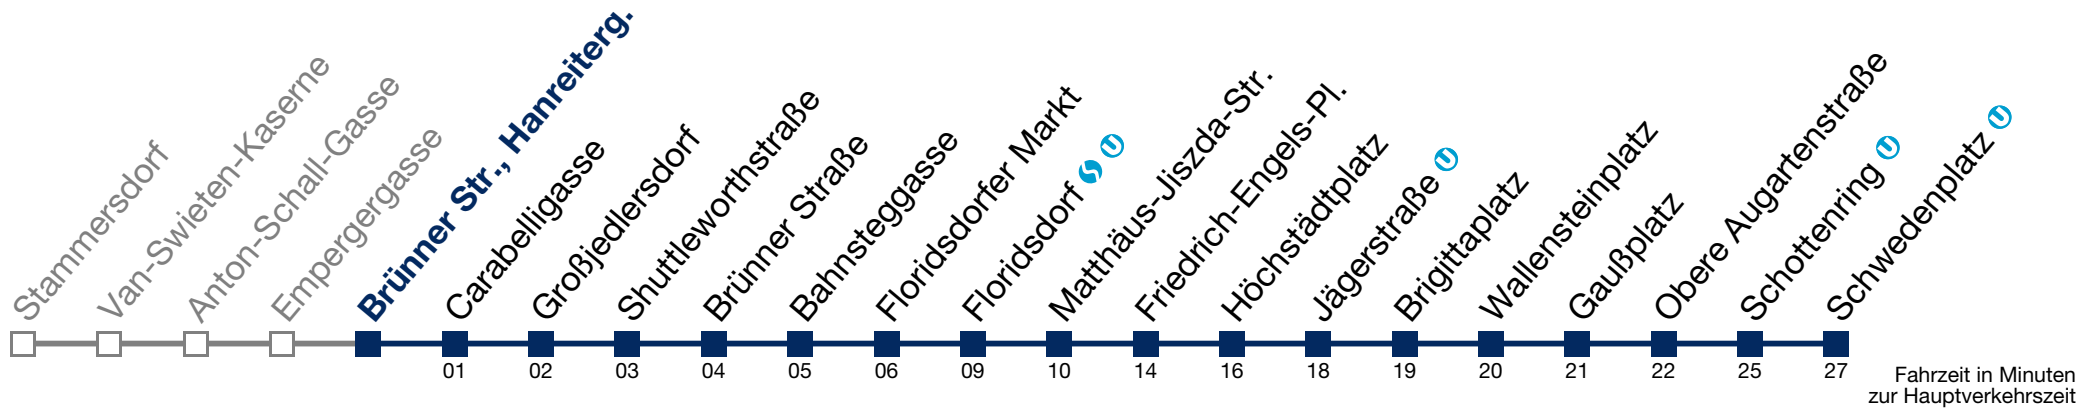 Stammersdorf
Van-Swieten-Kaserne
Anton-Schall-Gasse
Empergergasse
Brünner Str., Hanreiterg.
Carabelligasse
Großjedlersdorf
Shuttleworthstraße
Brünner Straße
Bahnsteggasse
Floridsdorfer Markt
Floridsdorf U
Matthäus-Jiszda-Str.
Friedrich-Engels-Pl.
Höchstädtplatz
Jägerstraße U
Brigittaplatz
Wallensteinplatz
Gaußplatz
Obere Augartenstraße
Schottenring U
Schwedenplatz U
01 02 03 04 05 06 09 10 14 16 18 19 20 21 22 25 27
Fahrzeit in Minuten
zur Hauptverkehrszeit